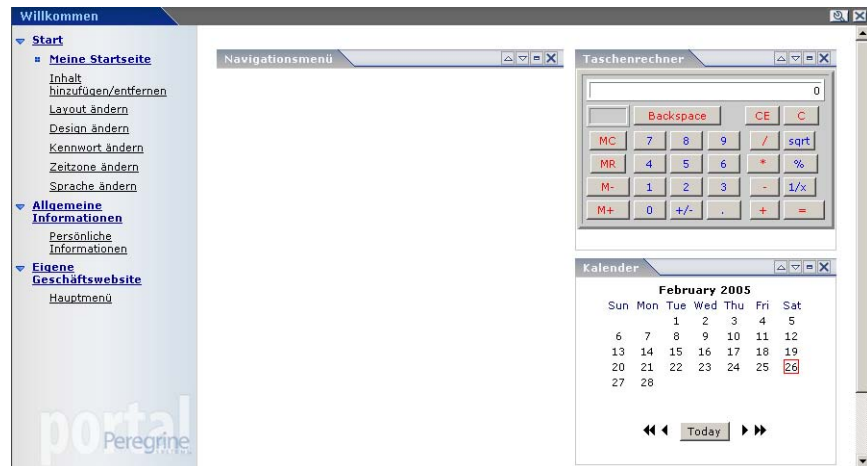 Willkommen
Start
Meine Startseite
Inhalt
hinzufügen/entfernen
Layout ändern
Design ändern
Kennwort ändern
Zeitzone ändern
Sprache ändern
Allgemeine
Informationen
Persönliche
Informationen
Eigene
Geschäftswebsite
Hauptmenü
portal
Peregrine
Navigationsmenü
Taschenrechner
0
Backspace CE C
MC 7 8 9 / sqrt
MR 4 5 6 * %
M- 1 2 3 - 1/x
M+ 0 +/- . + =
Kalender
February 2005
Sun Mon Tue Wed Thu Fri Sat
1 2 3 4 5
6 7 8 9 10 11 12
13 14 15 16 17 18 19
20 21 22 23 24 25 26
27 28
Today